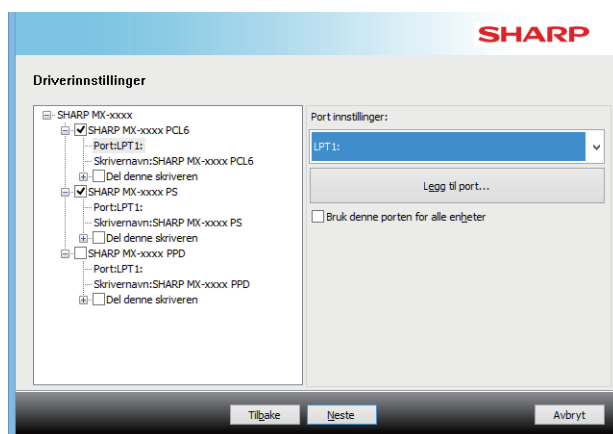 SHARP
Driverinnstillinger
SHARP MX-xxxx
SHARP MX-xxxx PCL6
Port:LPT1:
Skrivernavn:SHARP MX-xxxx PCL6
Del denne skriveren
SHARP MX-xxxx PS
Port:LPT1:
Skrivernavn:SHARP MX-xxxx PS
Del denne skriveren
SHARP MX-xxxx PPD
Port:LPT1:
Skrivernavn:SHARP MX-xxxx PPD
Del denne skriveren
Port innstillinger:
LPT1:
Legg til port...
Bruk denne porten for alle enheter
Tilbake
Neste
Avbryt